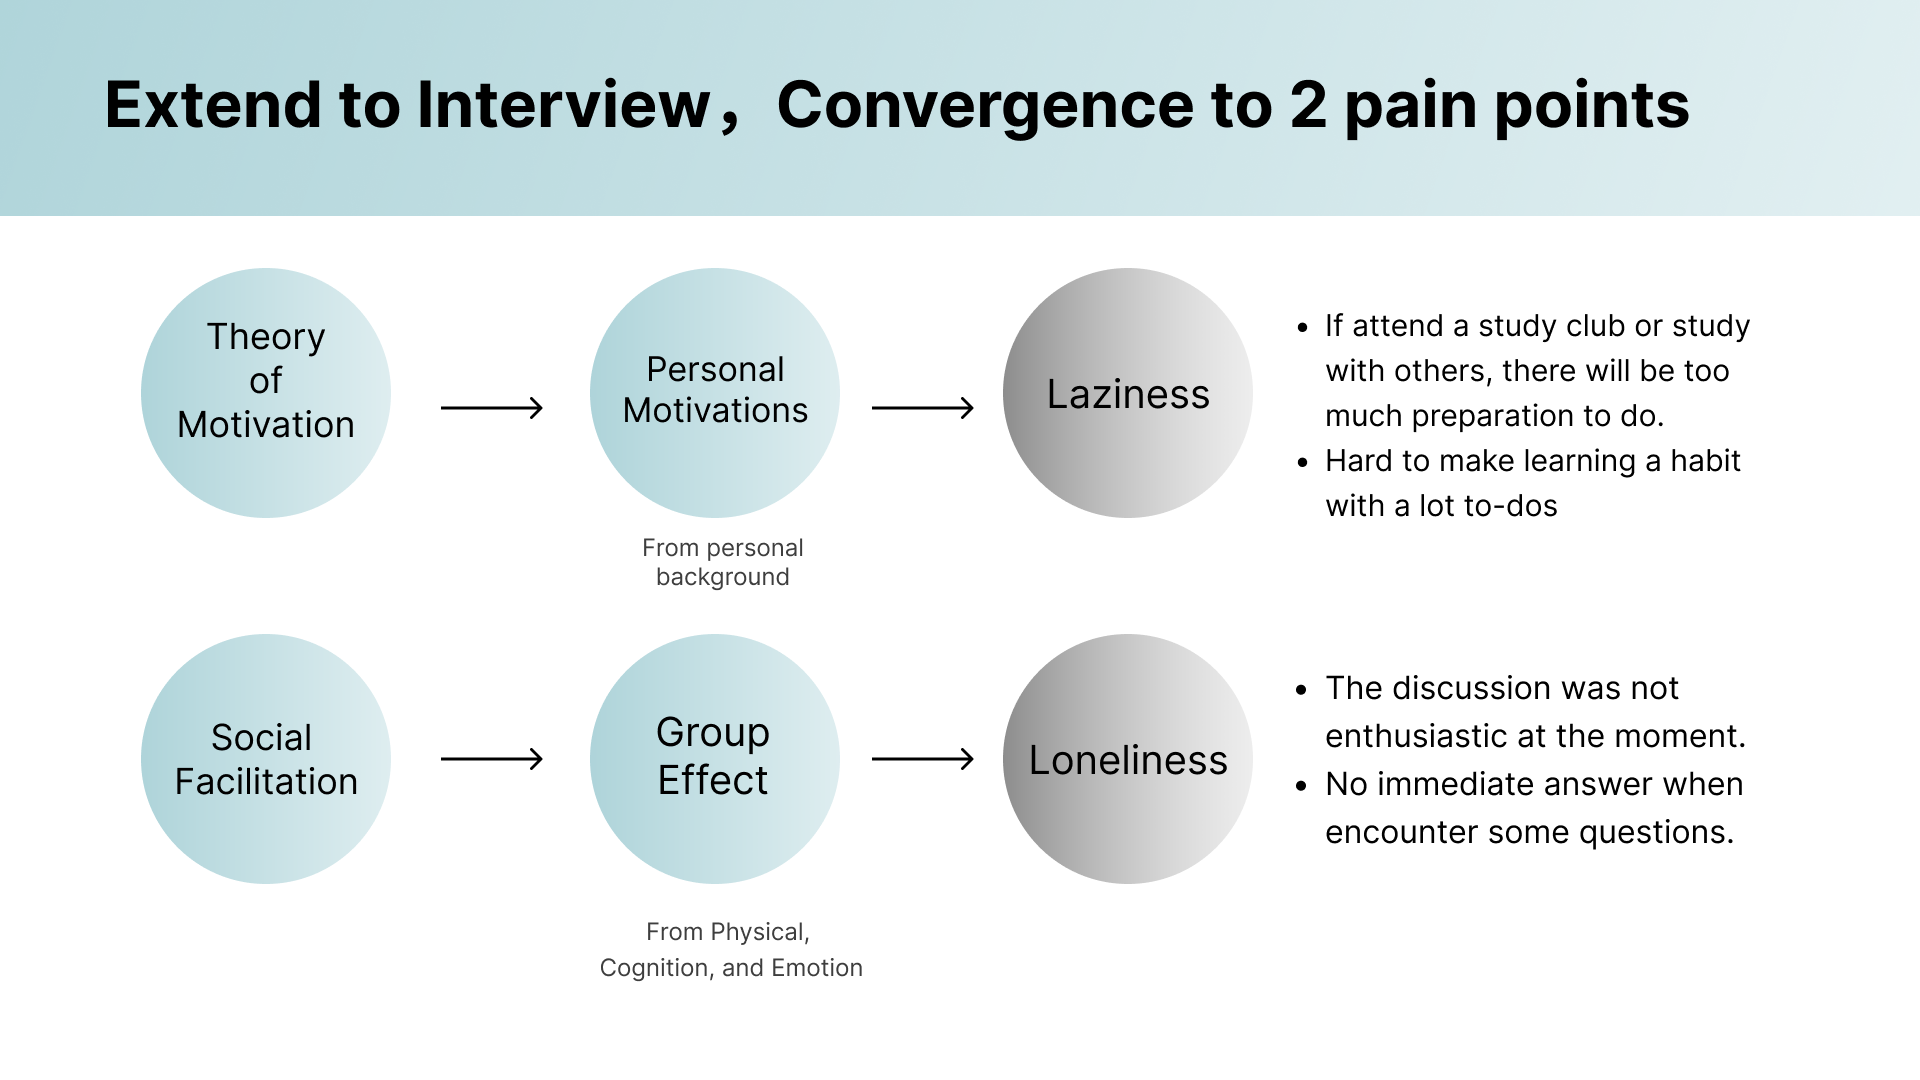 Extend to Interview，Convergence to 2 pain points
Theory
of
Motivation
Personal
Motivations
From personal
background
Laziness
• If attend a study club or study
with others, there will be too
much preparation to do.
• Hard to make learning a habit
with a lot to-dos
Social
Facilitation
Group
Effect
From Physical,
Cognition, and Emotion
Loneliness
• The discussion was not
enthusiastic at the moment.
• No immediate answer when
encounter some questions.